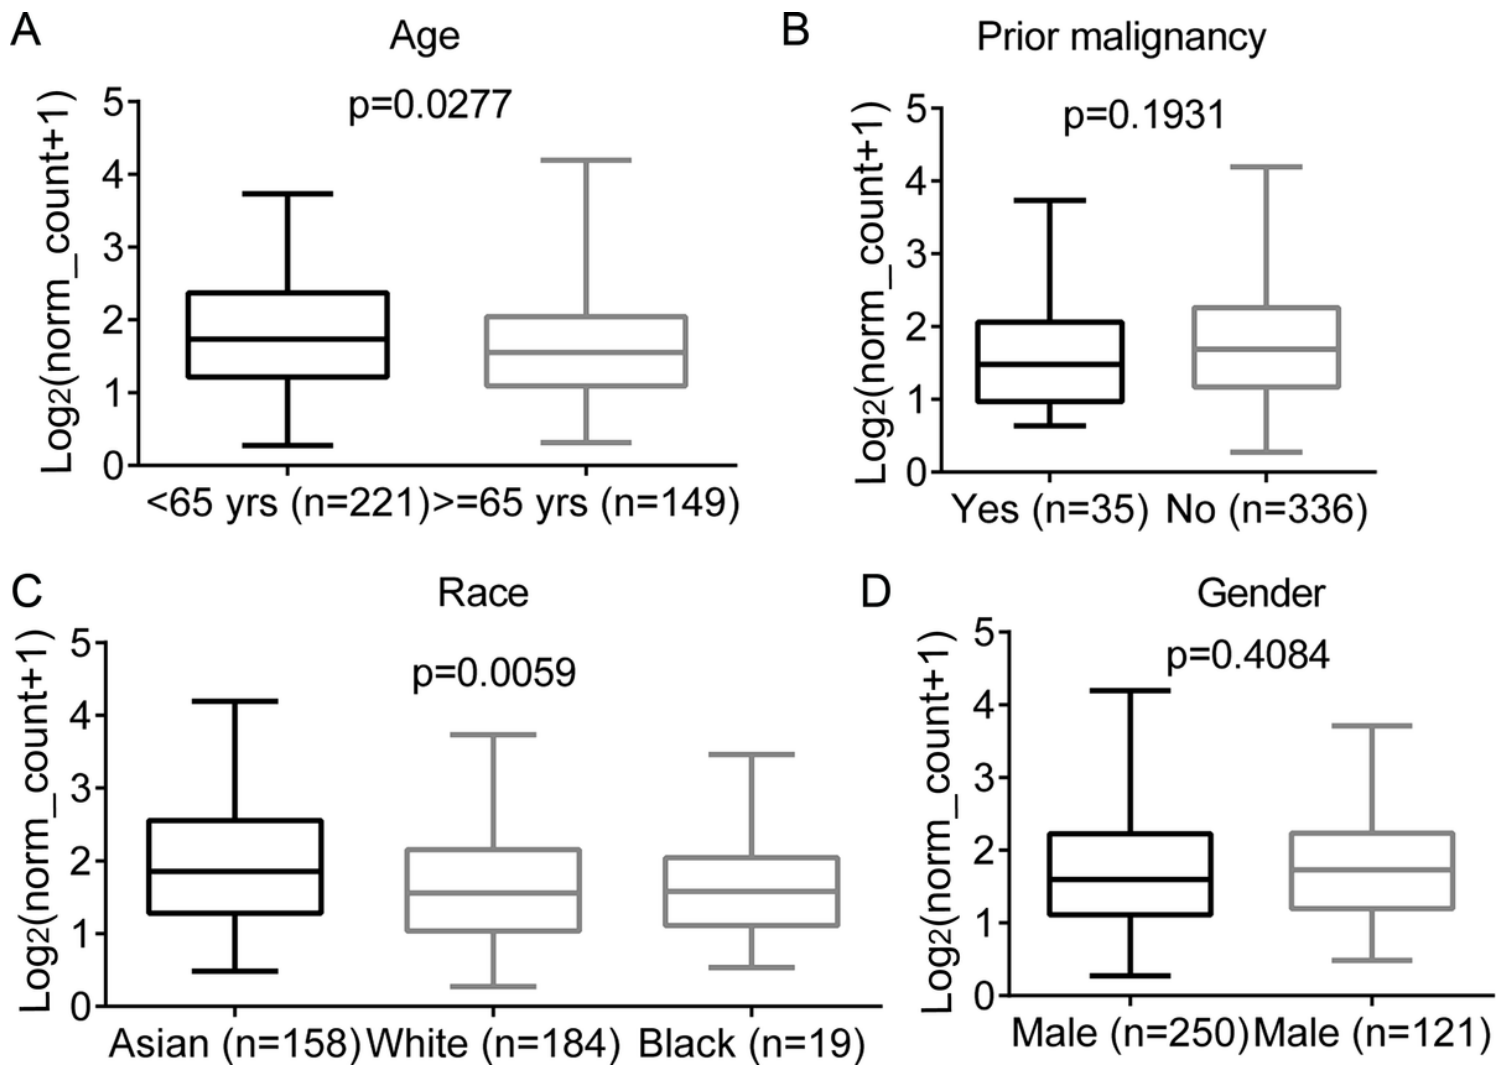 A
Age
p=0.0277
Log2(norm_count+1)
5
4
3
2
1
0
<65 yrs (n=221)
>=65 yrs (n=149)
B
Prior malignancy
p=0.1931
Log2(norm_count+1)
5
4
3
2
1
0
Yes (n=35)
No (n=336)
C
Race
p=0.0059
Log2(norm_count+1)
5
4
3
2
1
0
Asian (n=158)
White (n=184)
Black (n=19)
D
Gender
p=0.4084
Log2(norm_count+1)
5
4
3
2
1
0
Male (n=250)
Male (n=121)